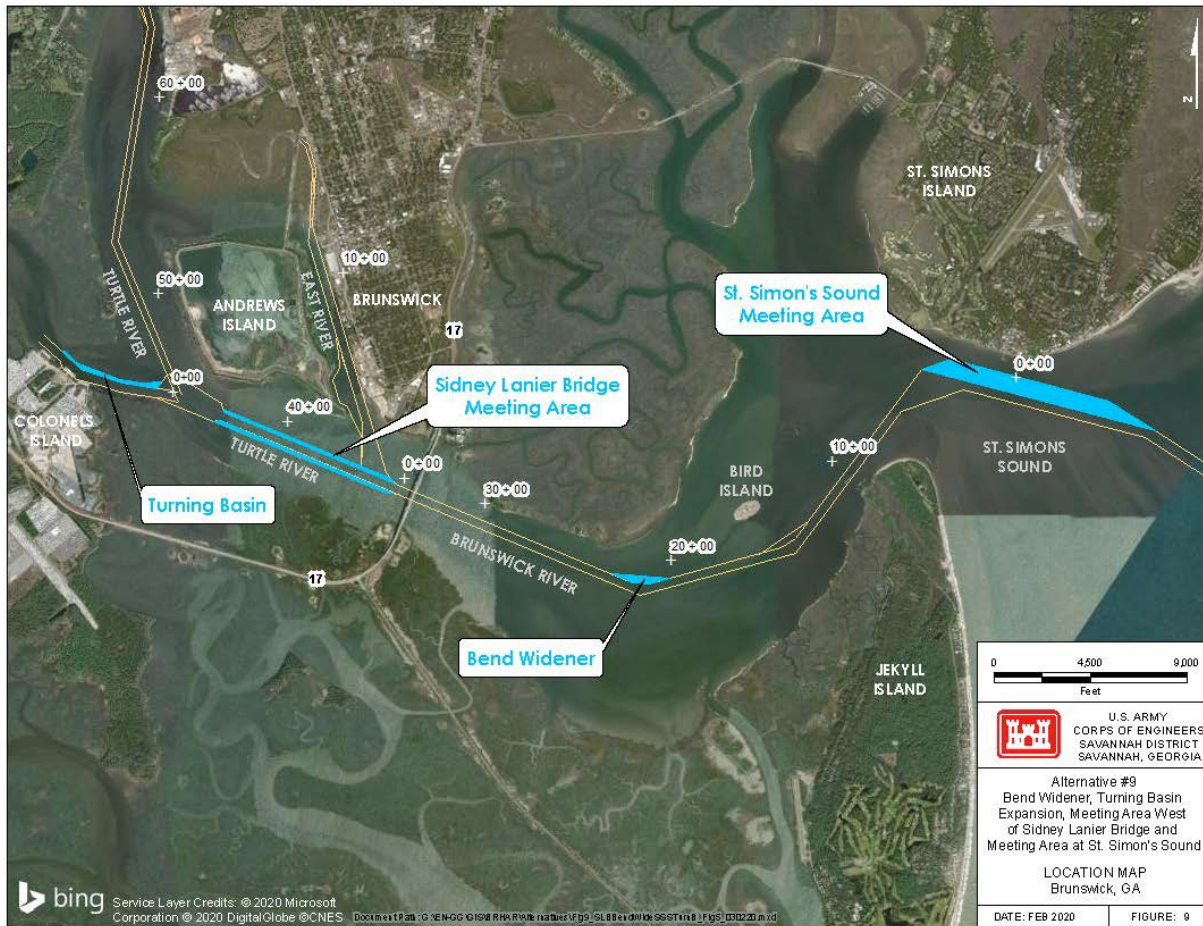 60+00
ST. SIMONS
ISLAND
N
TURTLE RIVER
50+00
ANDREWS
ISLAND
EAST RIVER
10+00
BRUNSWICK
17
St. Simon's Sound
Meeting Area
0+00
0+00
COLONELS
ISLAND
40+00
Sidney Lanier Bridge
Meeting Area
TURTLE RIVER
0+00
10+00
ST. SIMONS
SOUND
BIRD
ISLAND
Turning Basin
30+00
20+00
17
BRUNSWICK RIVER
Bend Widener
JEKYLL
ISLAND
0 4,500 9,000
Feet
U.S. ARMY
CORPS OF ENGINEERS
SAVANNAH DISTRICT
SAVANNAH, GEORGIA
Alternative #9
Bend Widener, Turning Basin
Expansion, Meeting Area West
of Sidney Lanier Bridge and
Meeting Area at St. Simon's Sound
LOCATION MAP
Brunswick, GA
DATE: FEB 2020 FIGURE: 9
bing
Service Layer Credits: © 2020 Microsoft
Corporation © 2020 DigitalGlobe ©CNES
Document Path: